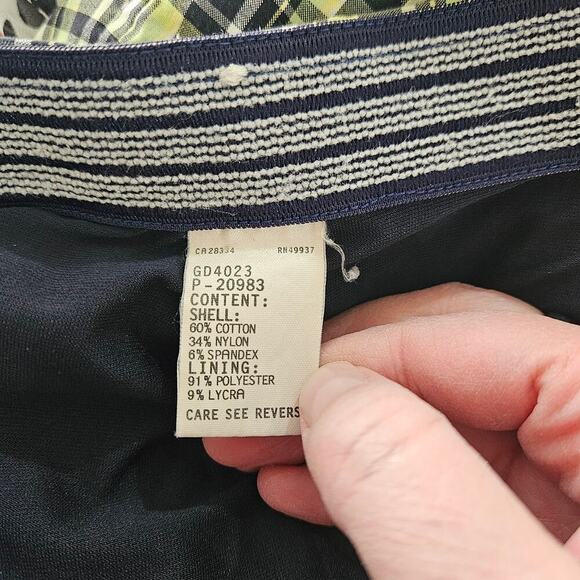 CA28334 RN49937
GD4023
P-20983
CONTENT:
SHELL:
60% COTTON
34% NYLON
6% SPANDEX
LINING:
91% POLYESTER
9% LYCRA
CARE SEE REVERS